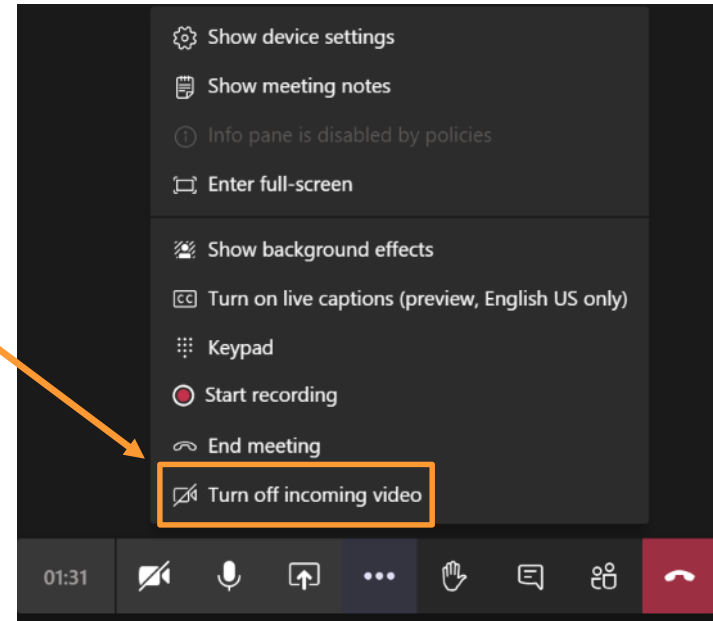 Show device settings
Show meeting notes
Info pane is disabled by policies
Enter full-screen
Show background effects
CC Turn on live captions (preview, English US only)
Keypad
Start recording
End meeting
Turn off incoming video
01:31